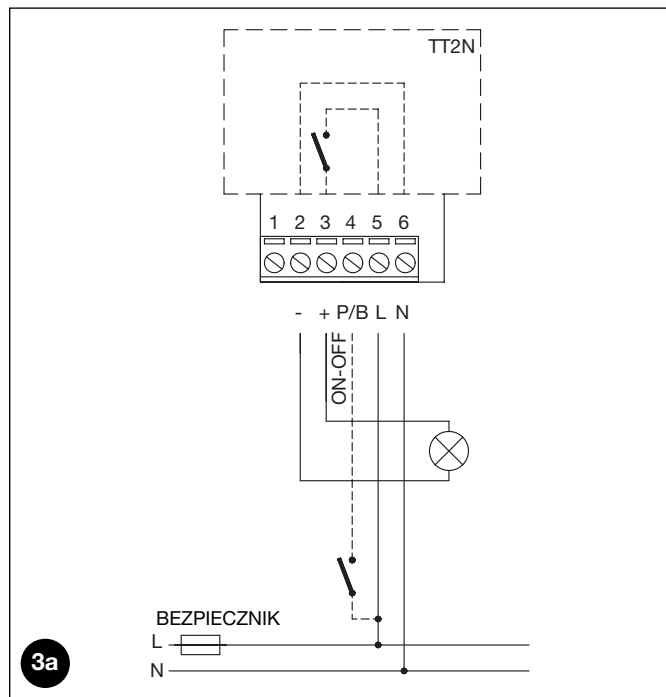 TT2N
1 2 3 4 5 6
- + P/B L N
ON-OFF
BEZPIECZNIK
L
N
3a